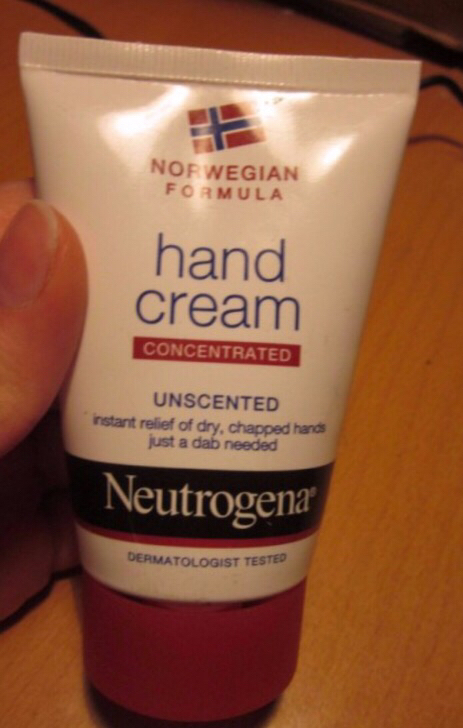 NORWEGIAN
FORMULA
hand
cream
CONCENTRATED
UNSCENTED
instant relief of dry, chapped hands
just a dab needed
Neutrogena®
DERMATOLOGIST TESTED